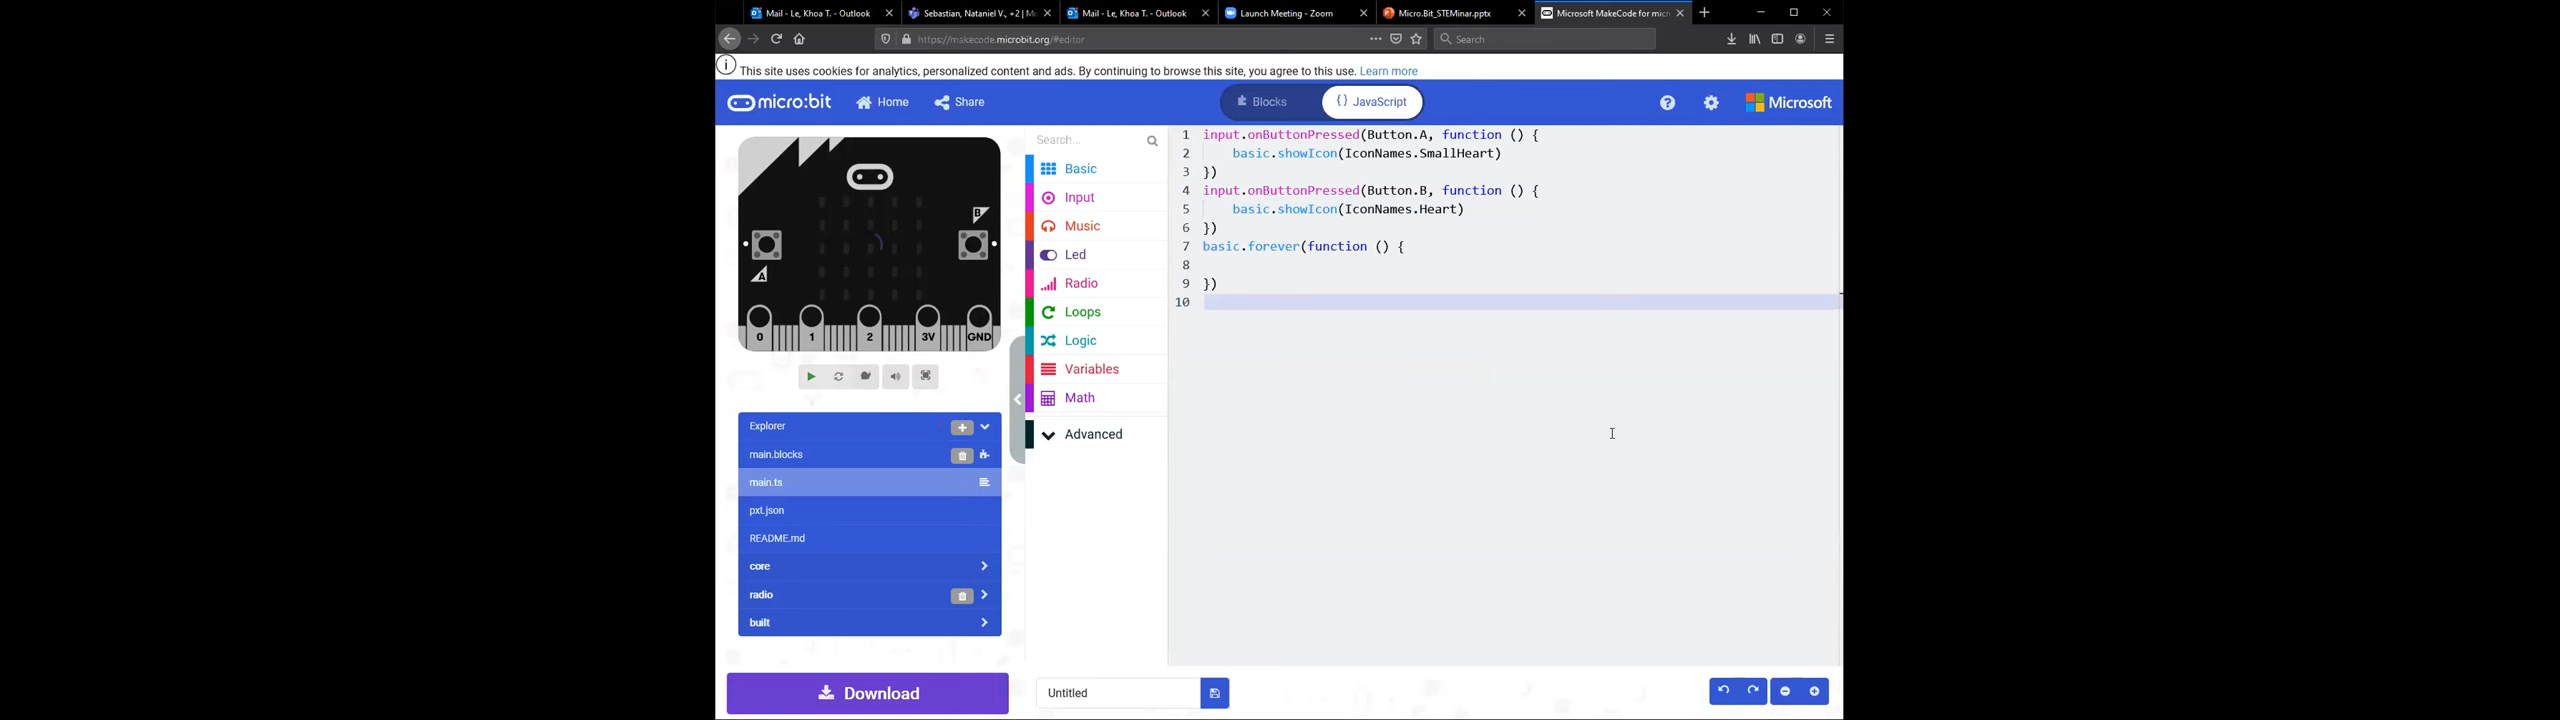 Mail - Le, Khoa T. - Outlook
Sebastian, Nataniel V., +2 | Mi
Mail - Le, Khoa T. - Outlook
Launch Meeting - Zoom
Micro.Bit_STEMinar.pptx
Microsoft MakeCode for micr
https://makecode.microbit.org/#editor
Search
This site uses cookies for analytics, personalized content and ads. By continuing to browse this site, you agree to this use. Learn more
micro:bit
Home
Share
Blocks
{} JavaScript
Microsoft
B
A
0 1 2 3V GND
Explorer
main.blocks
main.ts
pxt.json
README.md
core
radio
built
Download
Search...
Basic
Input
Music
Led
Radio
Loops
Logic
Variables
Math
Advanced
1 input.onButtonPressed(Button.A, function () {
2 basic.showIcon(IconNames.SmallHeart)
3 })
4 input.onButtonPressed(Button.B, function () {
5 basic.showIcon(IconNames.Heart)
6 })
7 basic.forever(function () {
8
9 })
10
Untitled